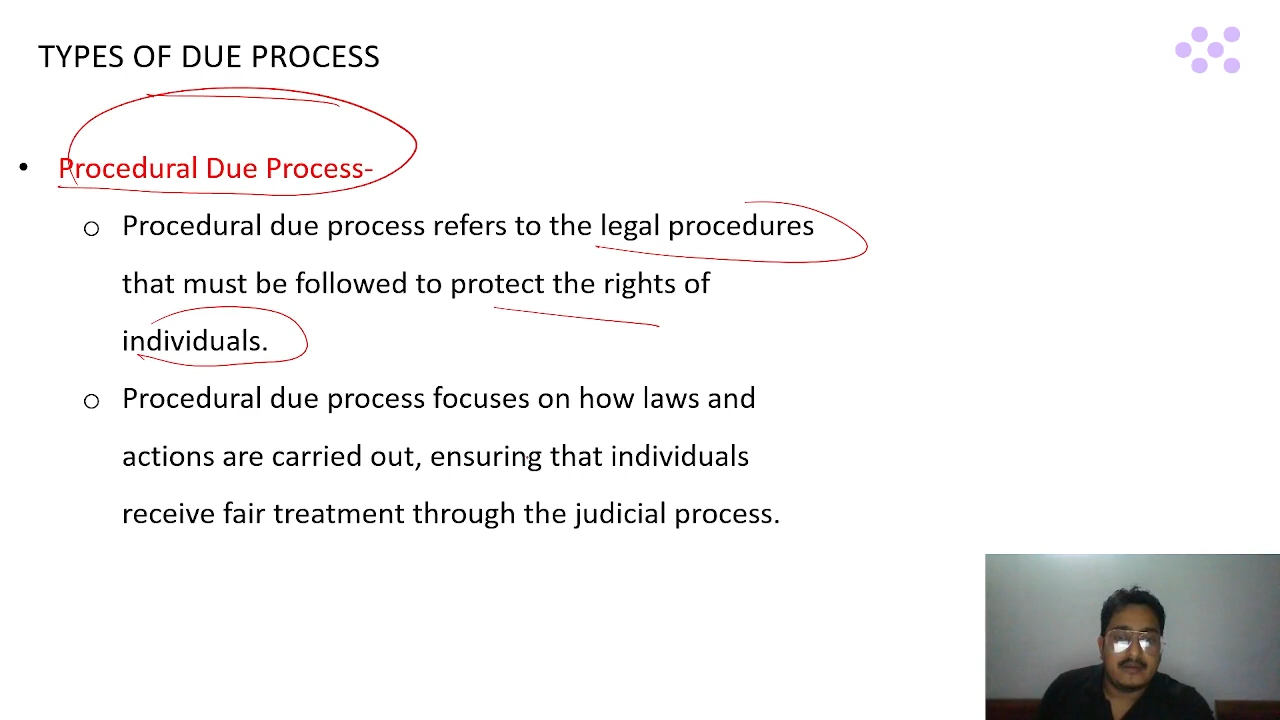 TYPES OF DUE PROCESS
• Procedural Due Process-
o Procedural due process refers to the legal procedures
that must be followed to protect the rights of
individuals.
o Procedural due process focuses on how laws and
actions are carried out, ensuring that individuals
receive fair treatment through the judicial process.